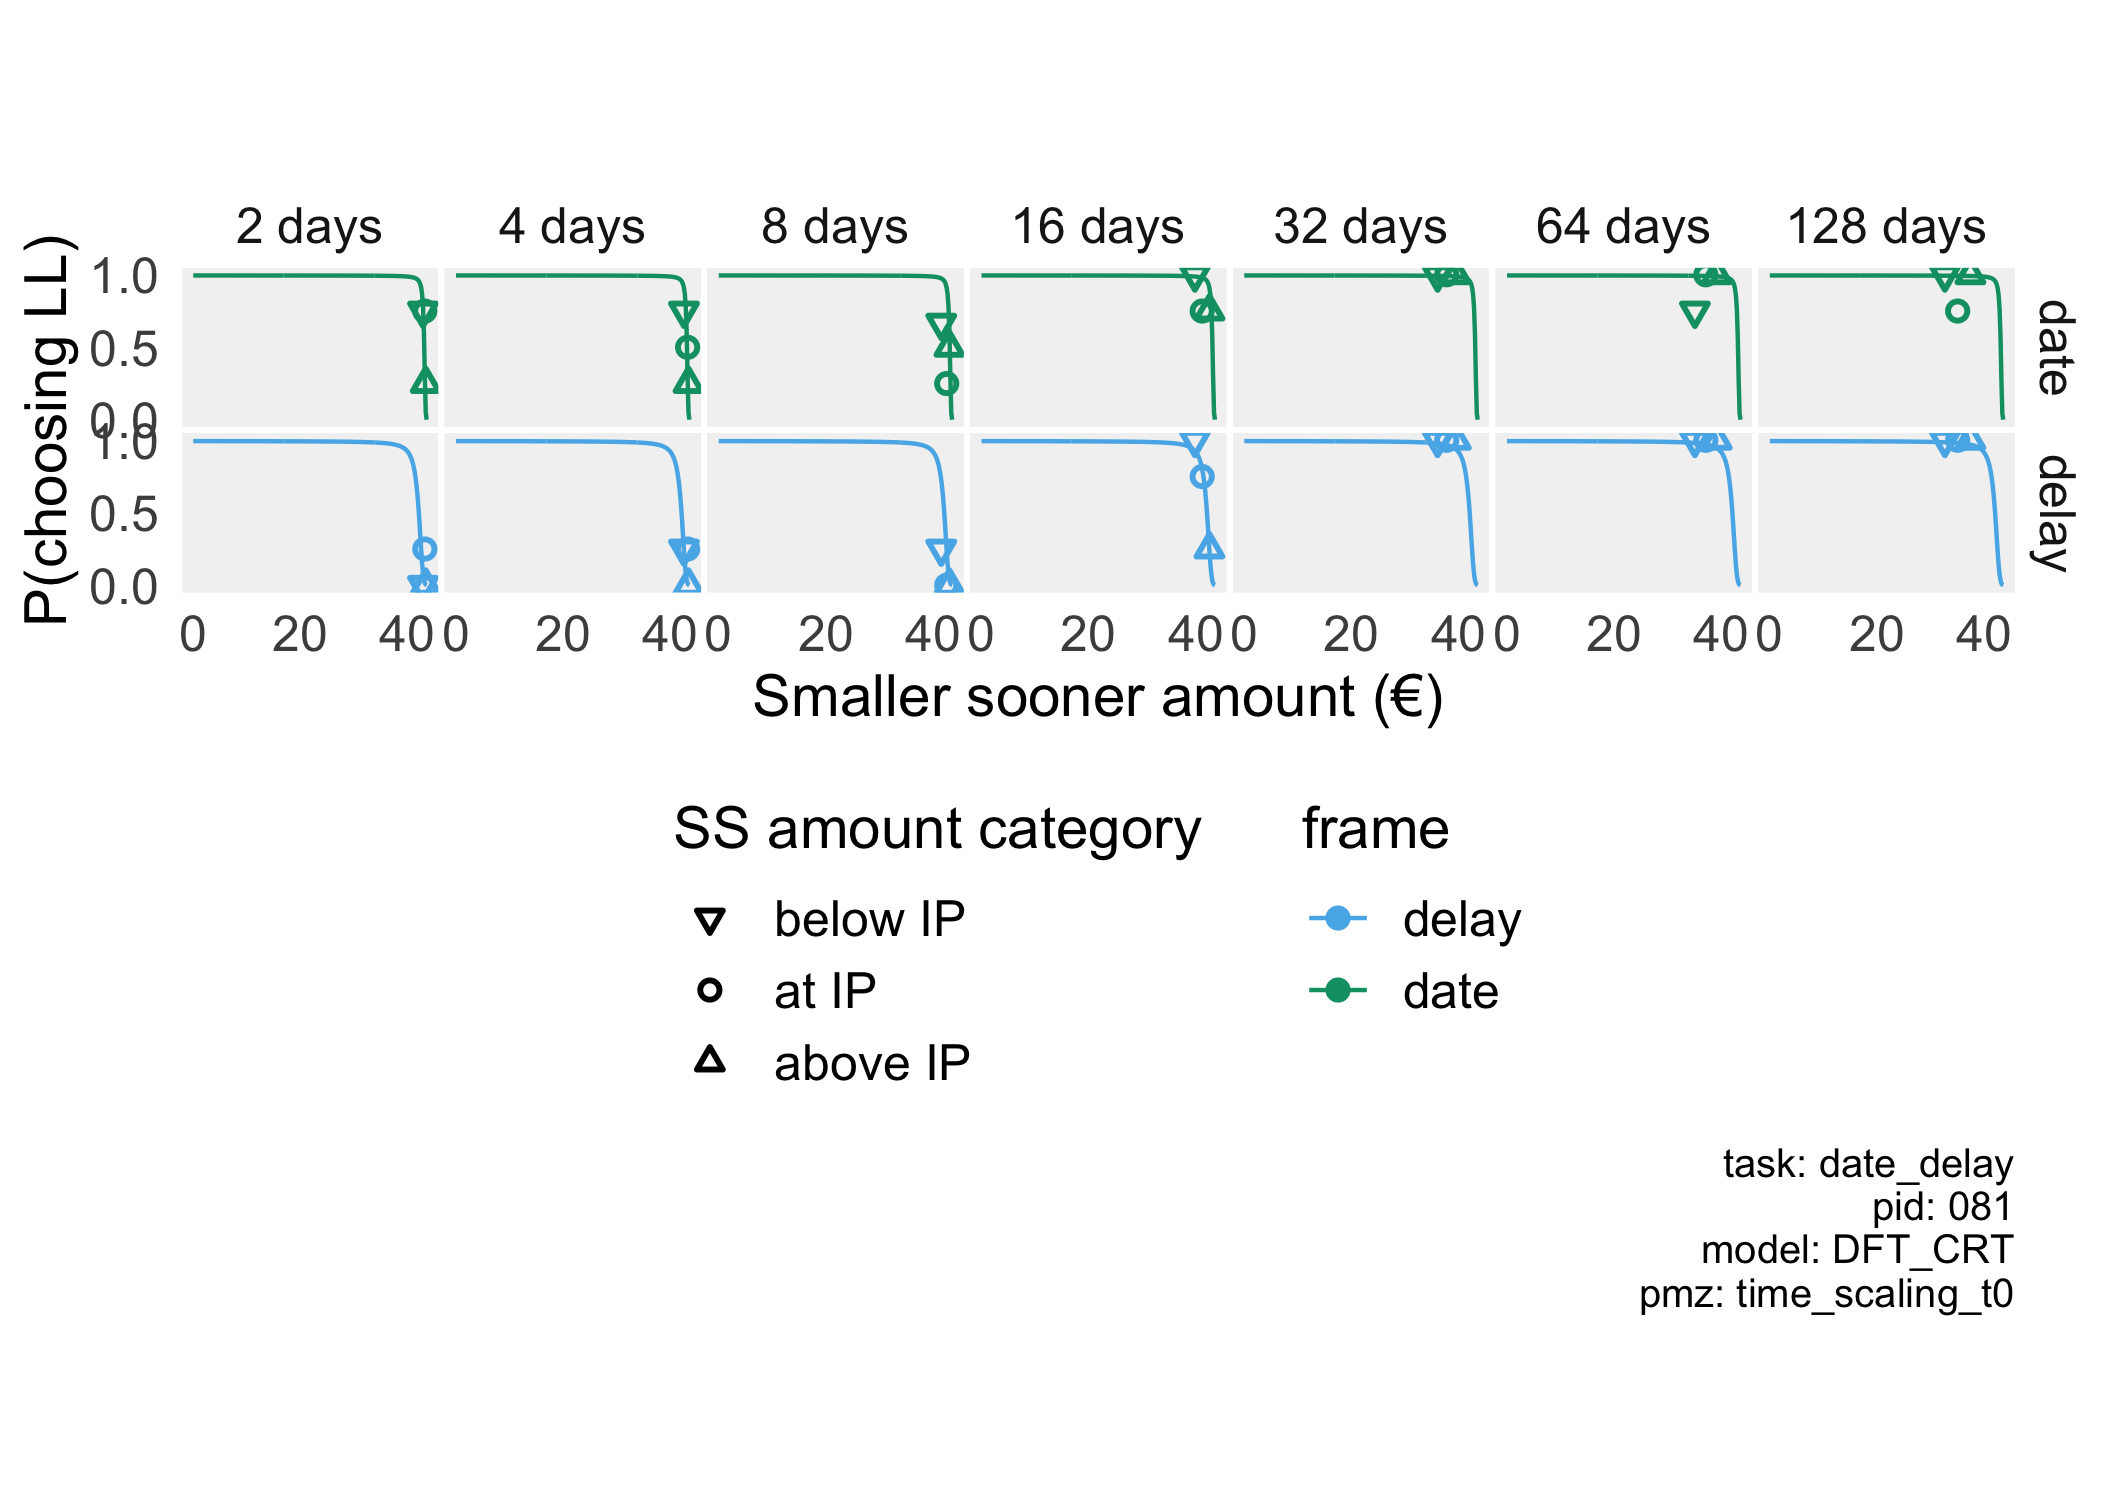 2 days 4 days 8 days 16 days 32 days 64 days 128 days
P(choosing LL)
1.0
0.5
0.0
date
1.0
0.5
0.0
delay
0 20 40 0 20 40 0 20 40 0 20 40 0 20 40 0 20 40 0 20 40
Smaller sooner amount (€)
SS amount category
below IP
at IP
above IP
frame
delay
date
task: date_delay
pid: 081
model: DFT_CRT
pmz: time_scaling_t0